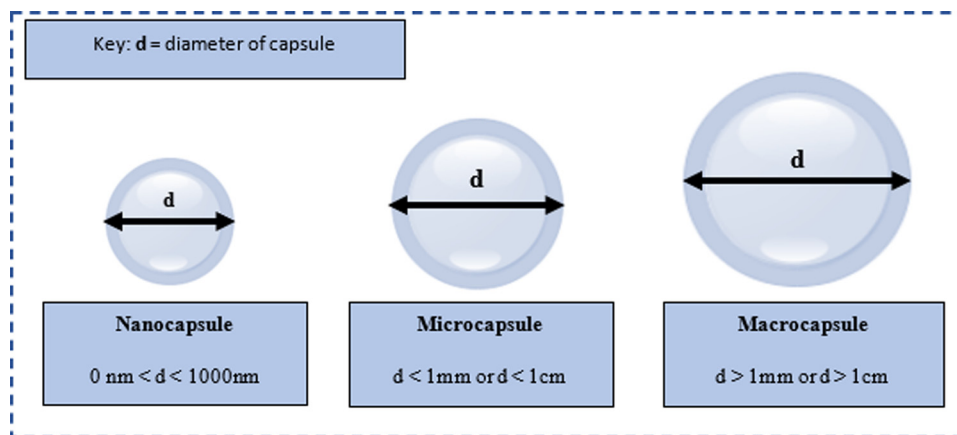 Key: d = diameter of capsule
d
d
d
Nanocapsule
0 nm < d < 1000nm
Microcapsule
d < 1mm or d < 1cm
Macrocapsule
d > 1mm or d > 1cm